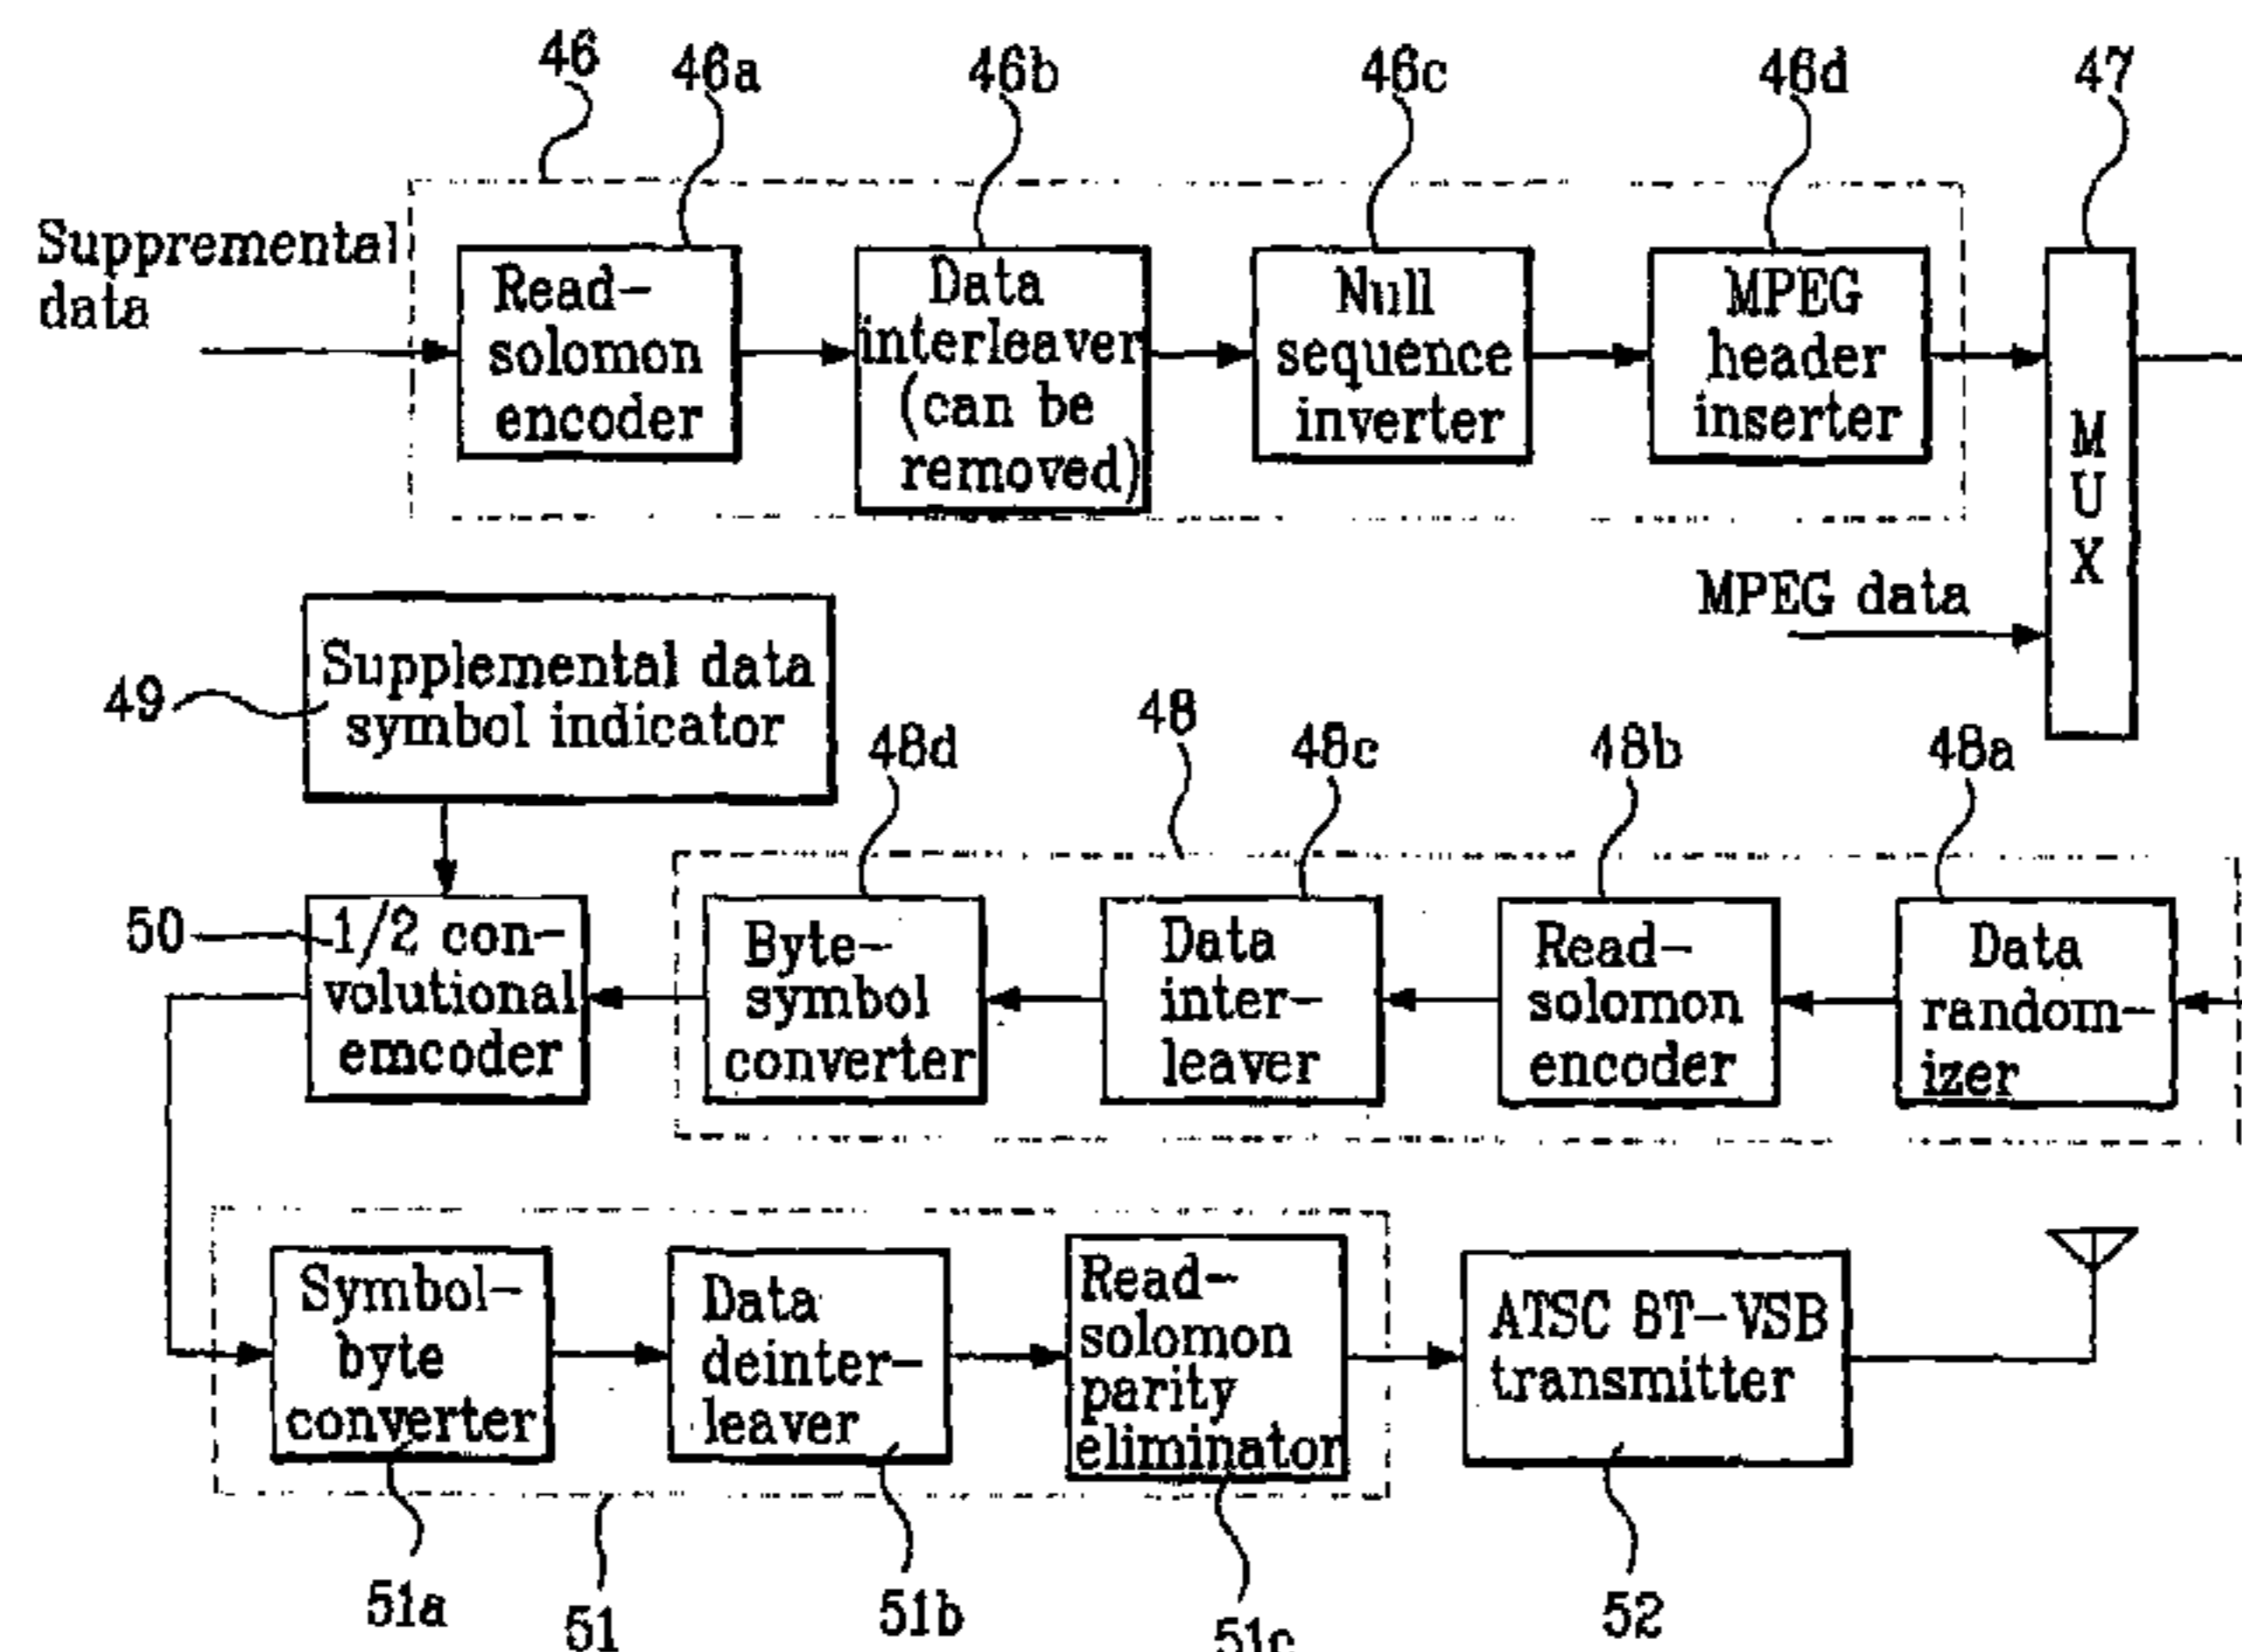 46
46a
46b
46c
46d
47
Suppremental
data
Read-
solomon
encoder
Data
interleaver
(can be
removed)
Null
sequence
inverter
MPEG
header
inserter
M
U
X
MPEG data
Supplemental data
symbol indicator
49
48
48d
48c
48b
48a
50
1/2 con-
volutional
emcoder
Byte-
symbol
converter
Data
inter-
leaver
Read-
solomon
encoder
Data
random-
izer
Symbol-
byte
converter
Data
deinter-
leaver
Read-
solomon
parity
eliminator
ATSC 8T-VSB
transmitter
51a
51
51b
51c
52